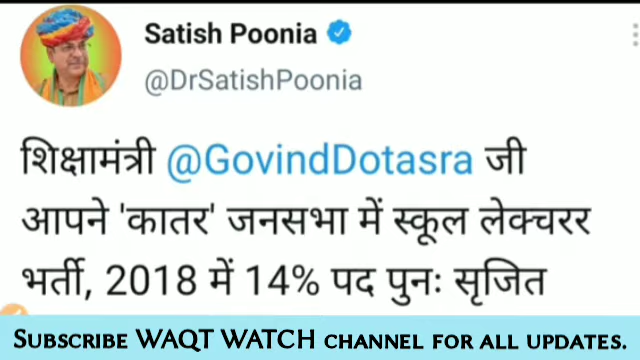 Satish Poonia
@DrSatishPoonia
शिक्षामंत्री @GovindDotasra जी
आपने 'कातर' जनसभा में स्कूल लेक्चरर
भर्ती, 2018 में 14% पद पुनः सृजित
SUBSCRIBE WAQT WATCH CHANNEL FOR ALL UPDATES.